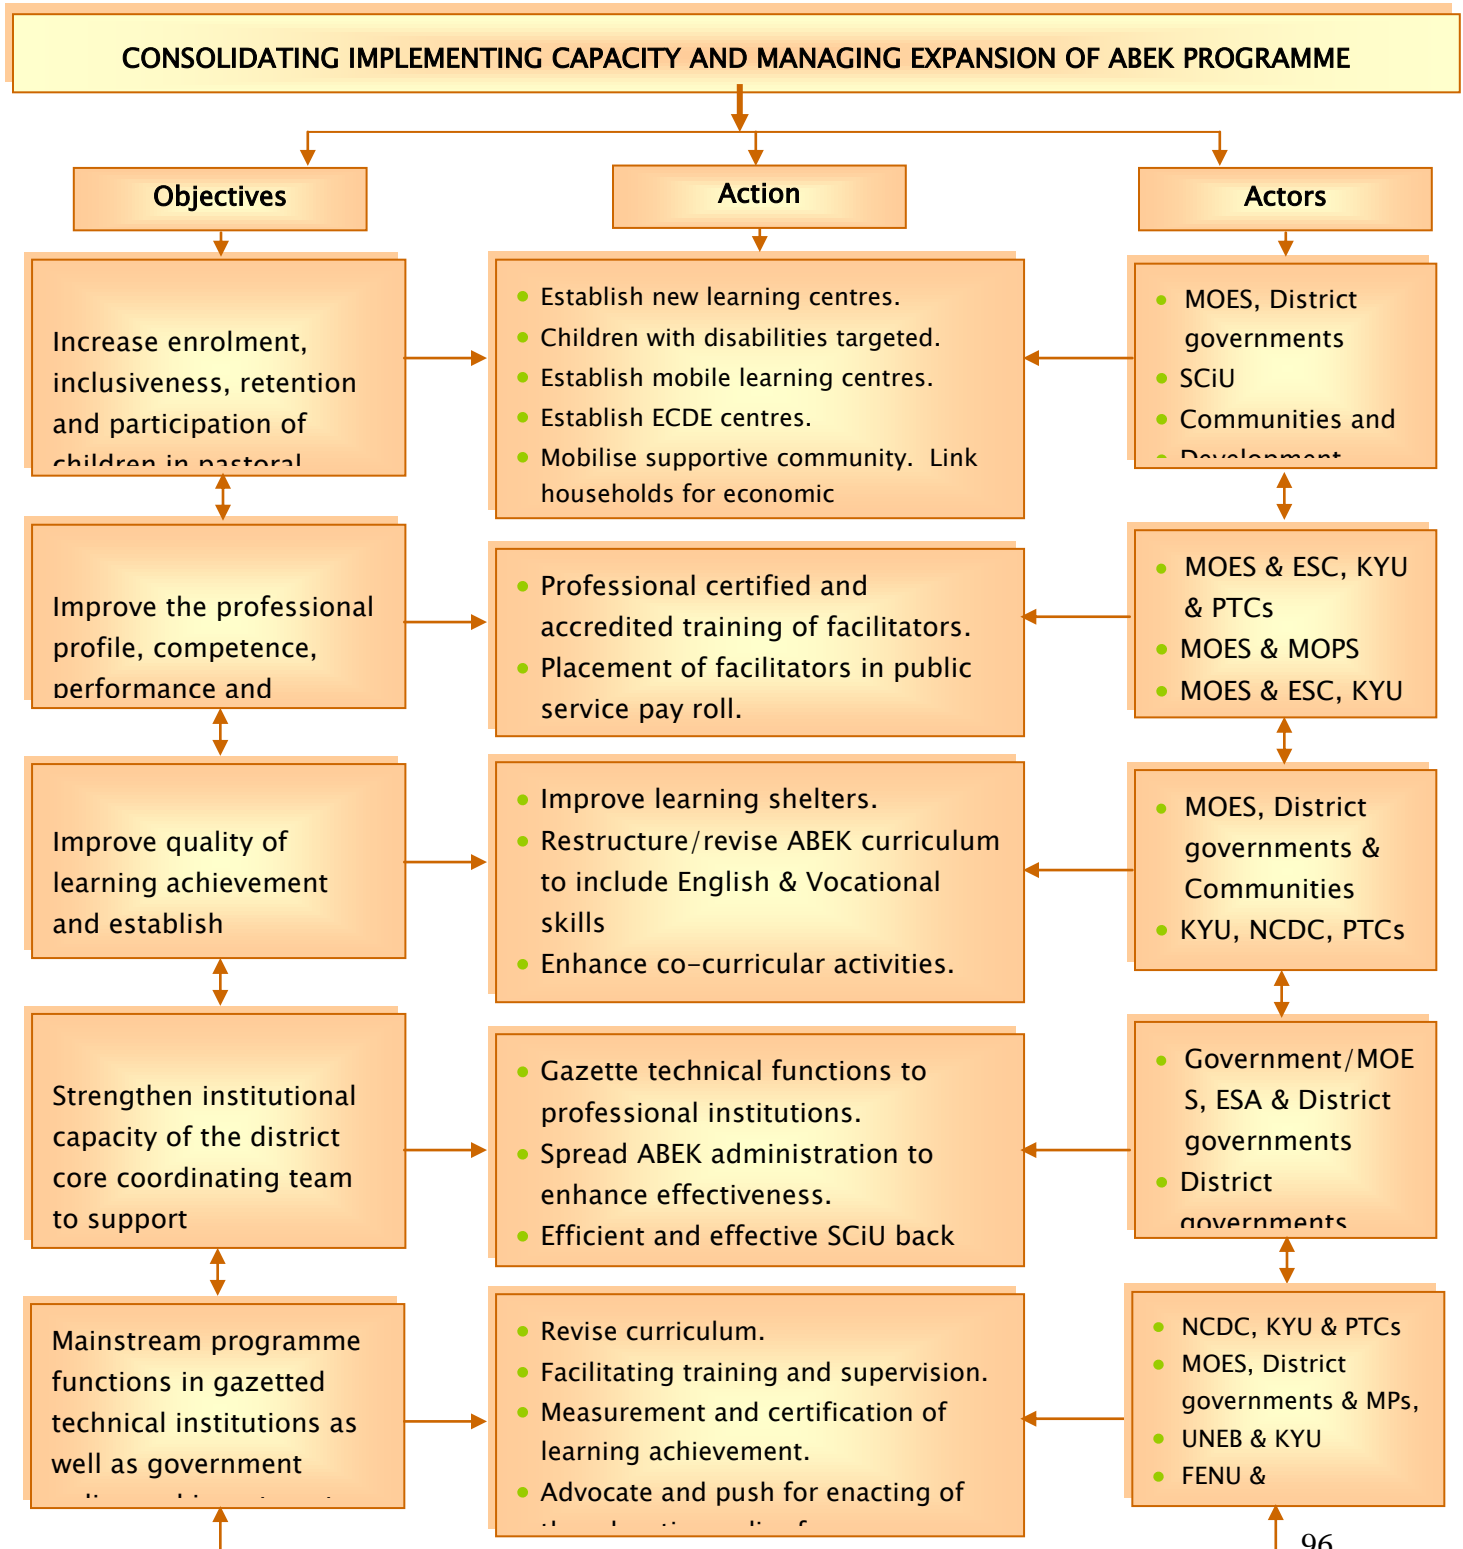 CONSOLIDATING IMPLEMENTING CAPACITY AND MANAGING EXPANSION OF ABEK PROGRAMME
Objectives
Action
Actors
Increase enrolment,
inclusiveness, retention
and participation of
children in pastoral
• Establish new learning centres.
• Children with disabilities targeted.
• Establish mobile learning centres.
• Establish ECDE centres.
• Mobilise supportive community. Link
households for economic
• MOES, District
governments
• SCiU
• Communities and
• Development
Improve the professional
profile, competence,
performance and
• Professional certified and
accredited training of facilitators.
• Placement of facilitators in public
service pay roll.
• MOES & ESC, KYU
& PTCs
• MOES & MOPS
• MOES & ESC, KYU
Improve quality of
learning achievement
and establish
• Improve learning shelters.
• Restructure/revise ABEK curriculum
to include English & Vocational
skills
• Enhance co-curricular activities.
• MOES, District
governments &
Communities
• KYU, NCDC, PTCs
Strengthen institutional
capacity of the district
core coordinating team
to support
• Gazette technical functions to
professional institutions.
• Spread ABEK administration to
enhance effectiveness.
• Efficient and effective SCiU back
• Government/MOE
S, ESA & District
governments
• District
governments
Mainstream programme
functions in gazetted
technical institutions as
well as government
• Revise curriculum.
• Facilitating training and supervision.
• Measurement and certification of
learning achievement.
• Advocate and push for enacting of
• NCDC, KYU & PTCs
• MOES, District
governments & MPs,
• UNEB & KYU
• FENU &
96